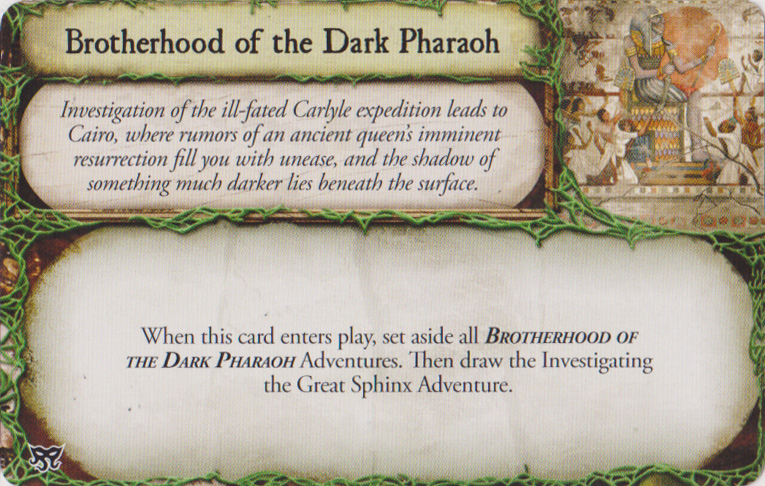 Brotherhood of the Dark Pharaoh
Investigation of the ill-fated Carlyle expedition leads to
Cairo, where rumors of an ancient queen's imminent
resurrection fill you with unease, and the shadow of
something much darker lies beneath the surface.
When this card enters play, set aside all BROTHERHOOD OF
THE DARK PHARAOH Adventures. Then draw the Investigating
the Great Sphinx Adventure.